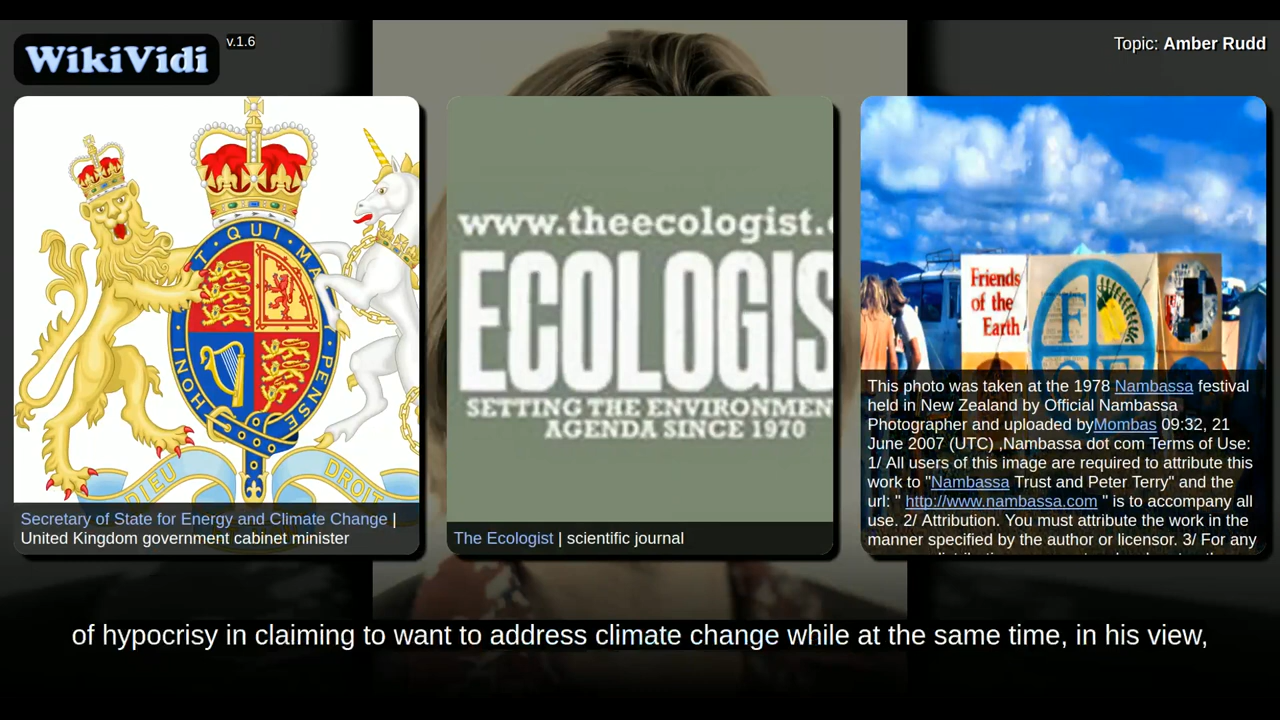 WikiVidi
v.1.6
Topic: Amber Rudd
T · QUI · MA
HONI
· PENSE
DIEU
DROIT
Secretary of State for Energy and Climate Change |
United Kingdom government cabinet minister
www.theecologist.
ECOLOGIS
SETTING THE ENVIRONMEN
AGENDA SINCE 1970
The Ecologist | scientific journal
Friends
of the
Earth
F
This photo was taken at the 1978 Nambassa festival
held in New Zealand by Official Nambassa
Photographer and uploaded byMombas 09:32, 21
June 2007 (UTC) ,Nambassa dot com Terms of Use:
1/ All users of this image are required to attribute this
work to "Nambassa Trust and Peter Terry" and the
url: " http://www.nambassa.com " is to accompany all
use. 2/ Attribution. You must attribute the work in the
manner specified by the author or licensor. 3/ For any
of hypocrisy in claiming to want to address climate change while at the same time, in his view,